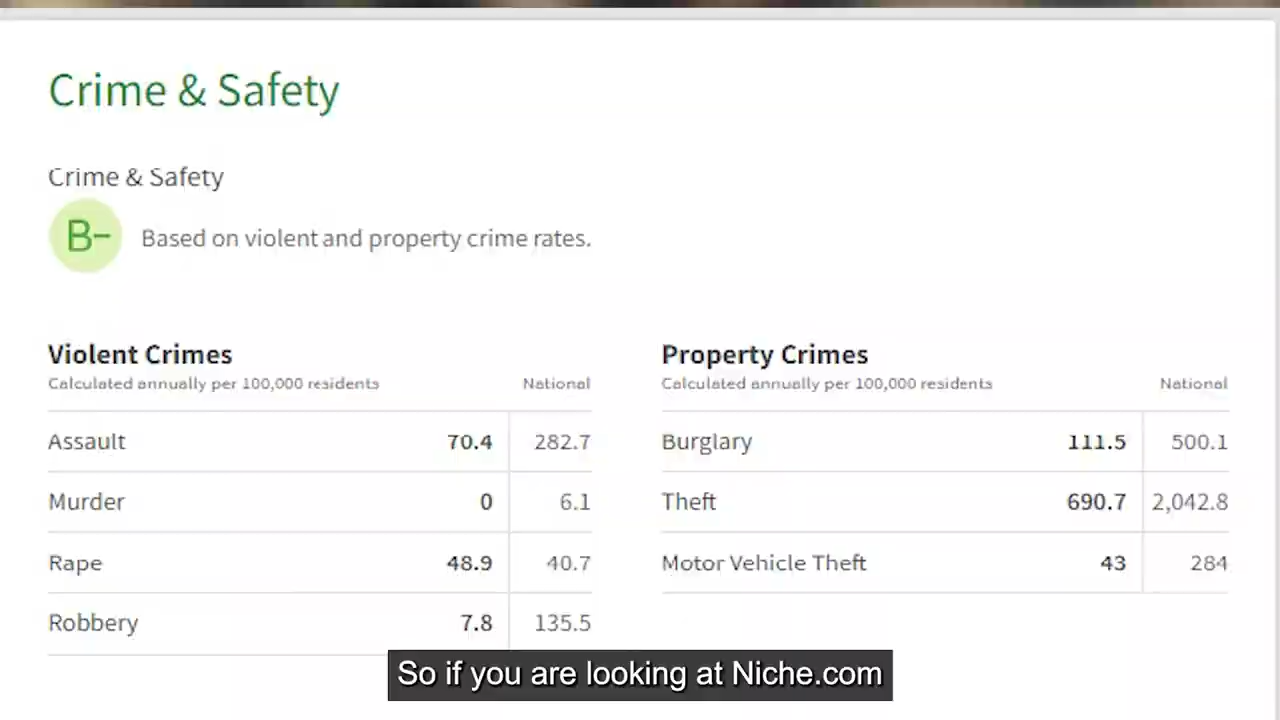 Crime & Safety
Crime & Safety
B− Based on violent and property crime rates.
Violent Crimes
Calculated annually per 100,000 residents National
Assault 70.4 282.7
Murder 0 6.1
Rape 48.9 40.7
Robbery 7.8 135.5
Property Crimes
Calculated annually per 100,000 residents National
Burglary 111.5 500.1
Theft 690.7 2,042.8
Motor Vehicle Theft 43 284
So if you are looking at Niche.com